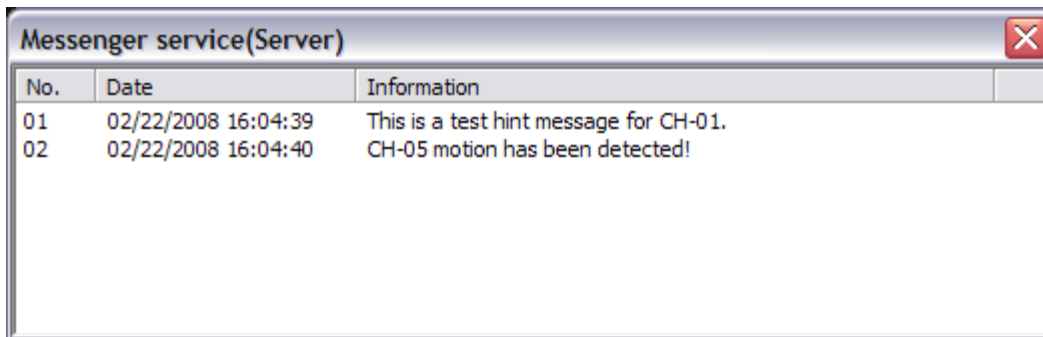 Messenger service(Server)
No. Date Information
01 02/22/2008 16:04:39 This is a test hint message for CH-01.
02 02/22/2008 16:04:40 CH-05 motion has been detected!